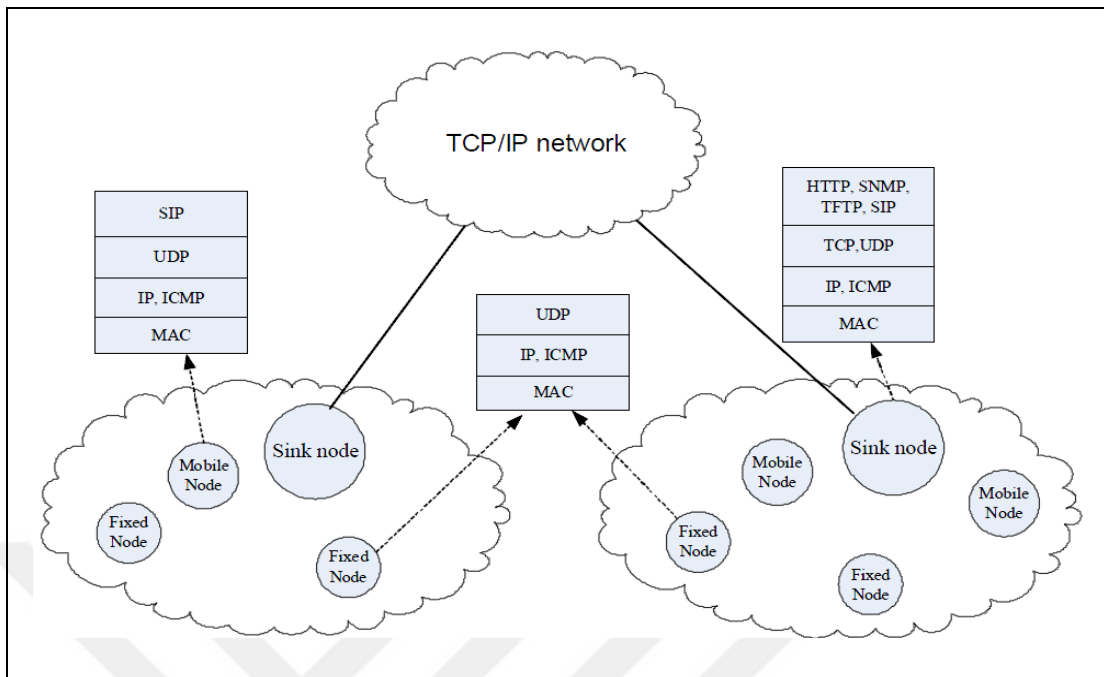 TCP/IP network
SIP
UDP
IP, ICMP
MAC
HTTP, SNMP,
TFTP, SIP
TCP,UDP
IP, ICMP
MAC
UDP
IP, ICMP
MAC
Sink node
Mobile
Node
Fixed
Node
Fixed
Node
Sink node
Mobile
Node
Mobile
Node
Fixed
Node
Fixed
Node